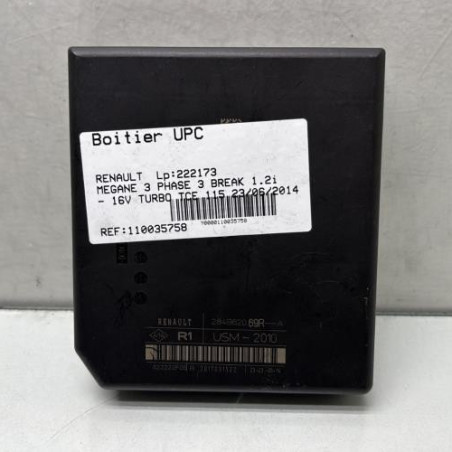 Boitier UPC
RENAULT Lp:222173
MEGANE 3 PHASE 3 BREAK 1.2i
- 16V TURBO TCE 115 23/06/2014
REF:110035758
RENAULT 69R
R1 USM-2010